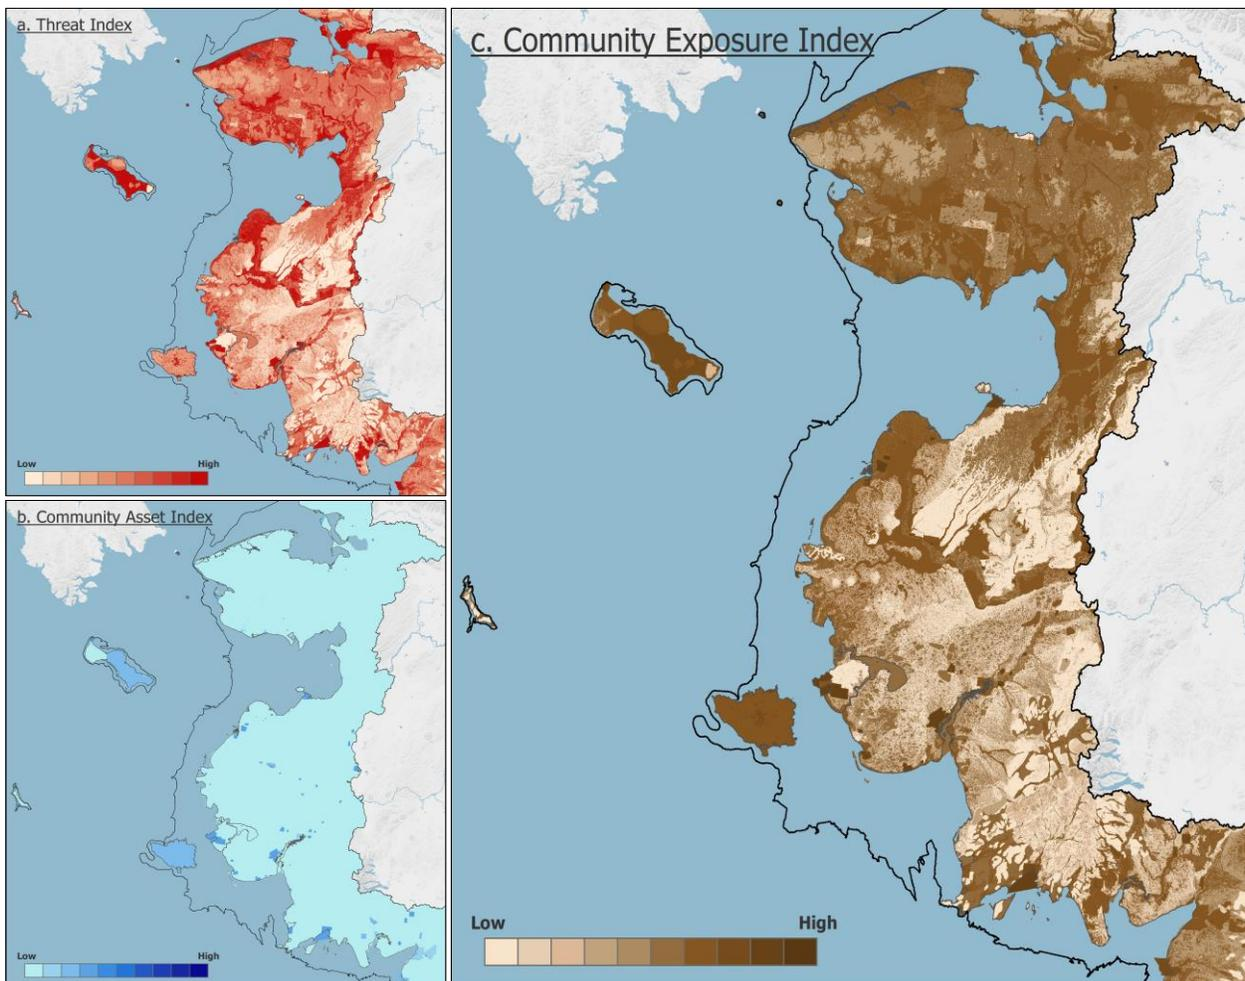 a. Threat Index
Low High
b. Community Asset Index
Low High
c. Community Exposure Index
Low High